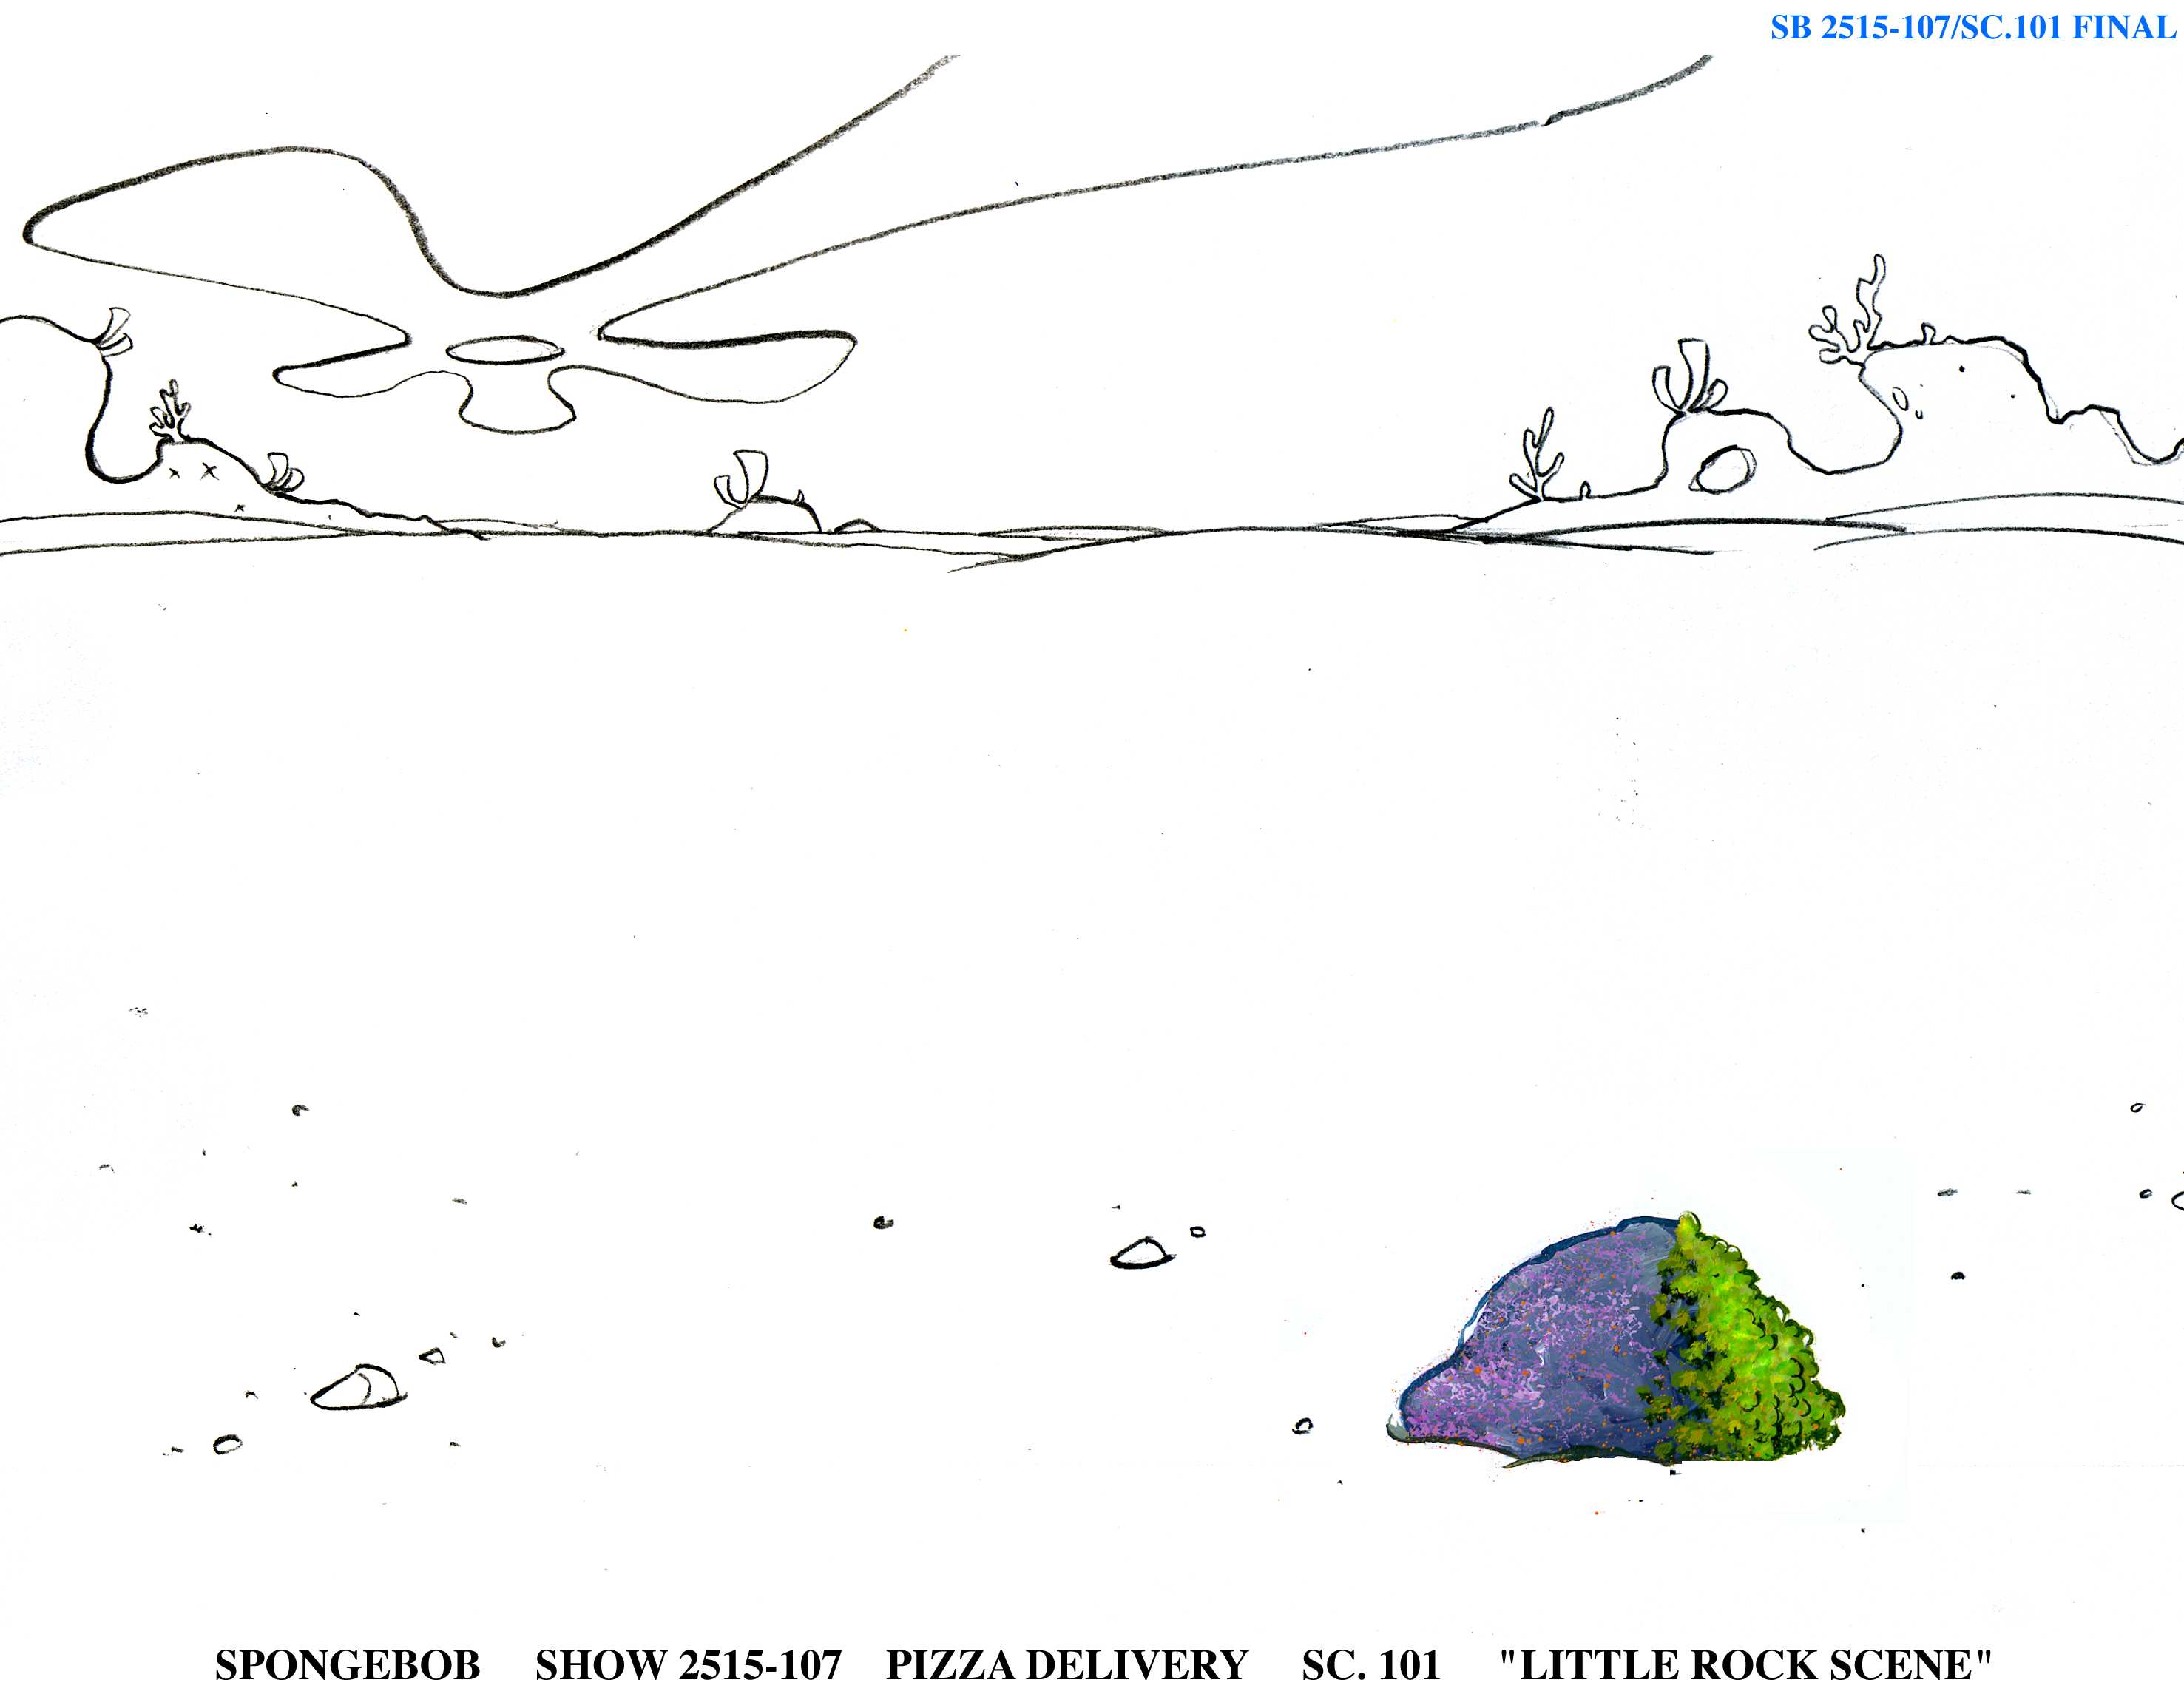 SB 2515-107/SC.101 FINAL
SPONGEBOB SHOW 2515-107 PIZZA DELIVERY SC. 101 "LITTLE ROCK SCENE"